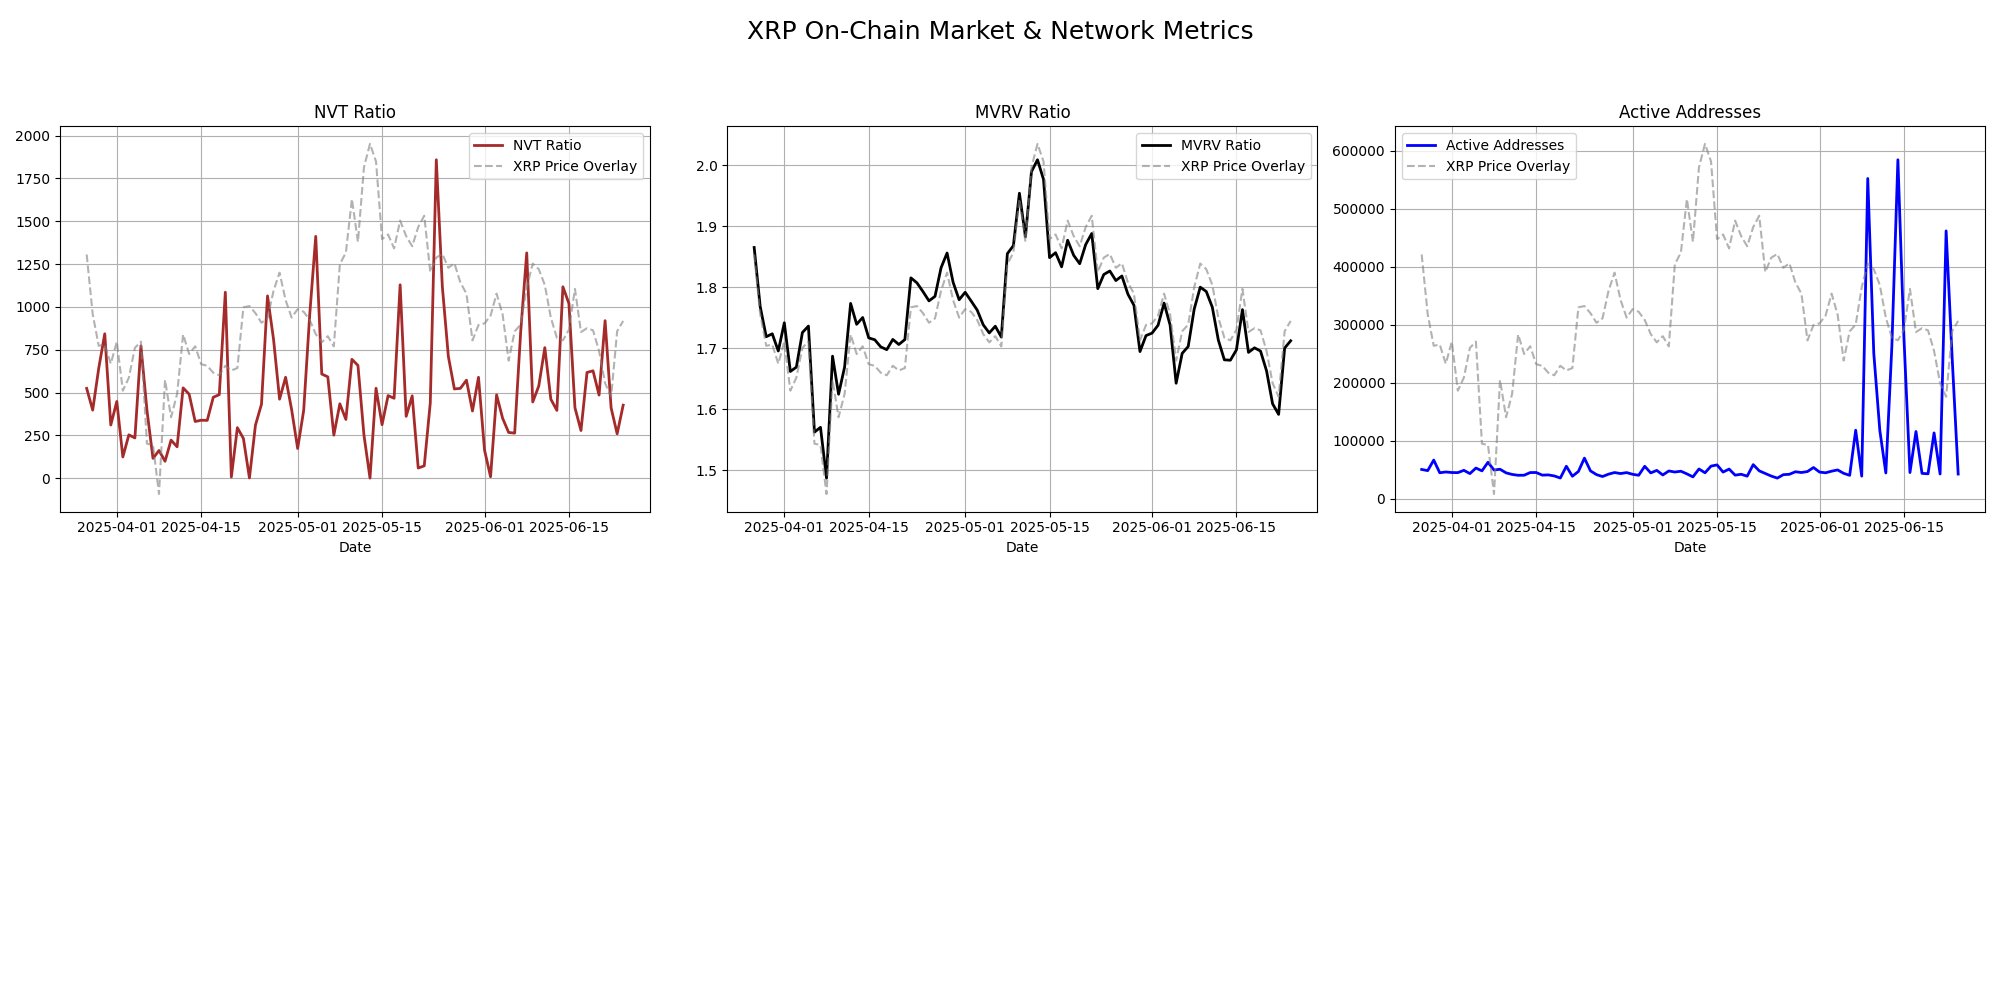 XRP On-Chain Market & Network Metrics
NVT Ratio
2000
1750
1500
1250
1000
750
500
250
0
NVT Ratio
XRP Price Overlay
2025-04-01 2025-04-15 2025-05-01 2025-05-15 2025-06-01 2025-06-15
Date
MVRV Ratio
2.0
1.9
1.8
1.7
1.6
1.5
MVRV Ratio
XRP Price Overlay
2025-04-01 2025-04-15 2025-05-01 2025-05-15 2025-06-01 2025-06-15
Date
Active Addresses
600000
500000
400000
300000
200000
100000
0
Active Addresses
XRP Price Overlay
2025-04-01 2025-04-15 2025-05-01 2025-05-15 2025-06-01 2025-06-15
Date